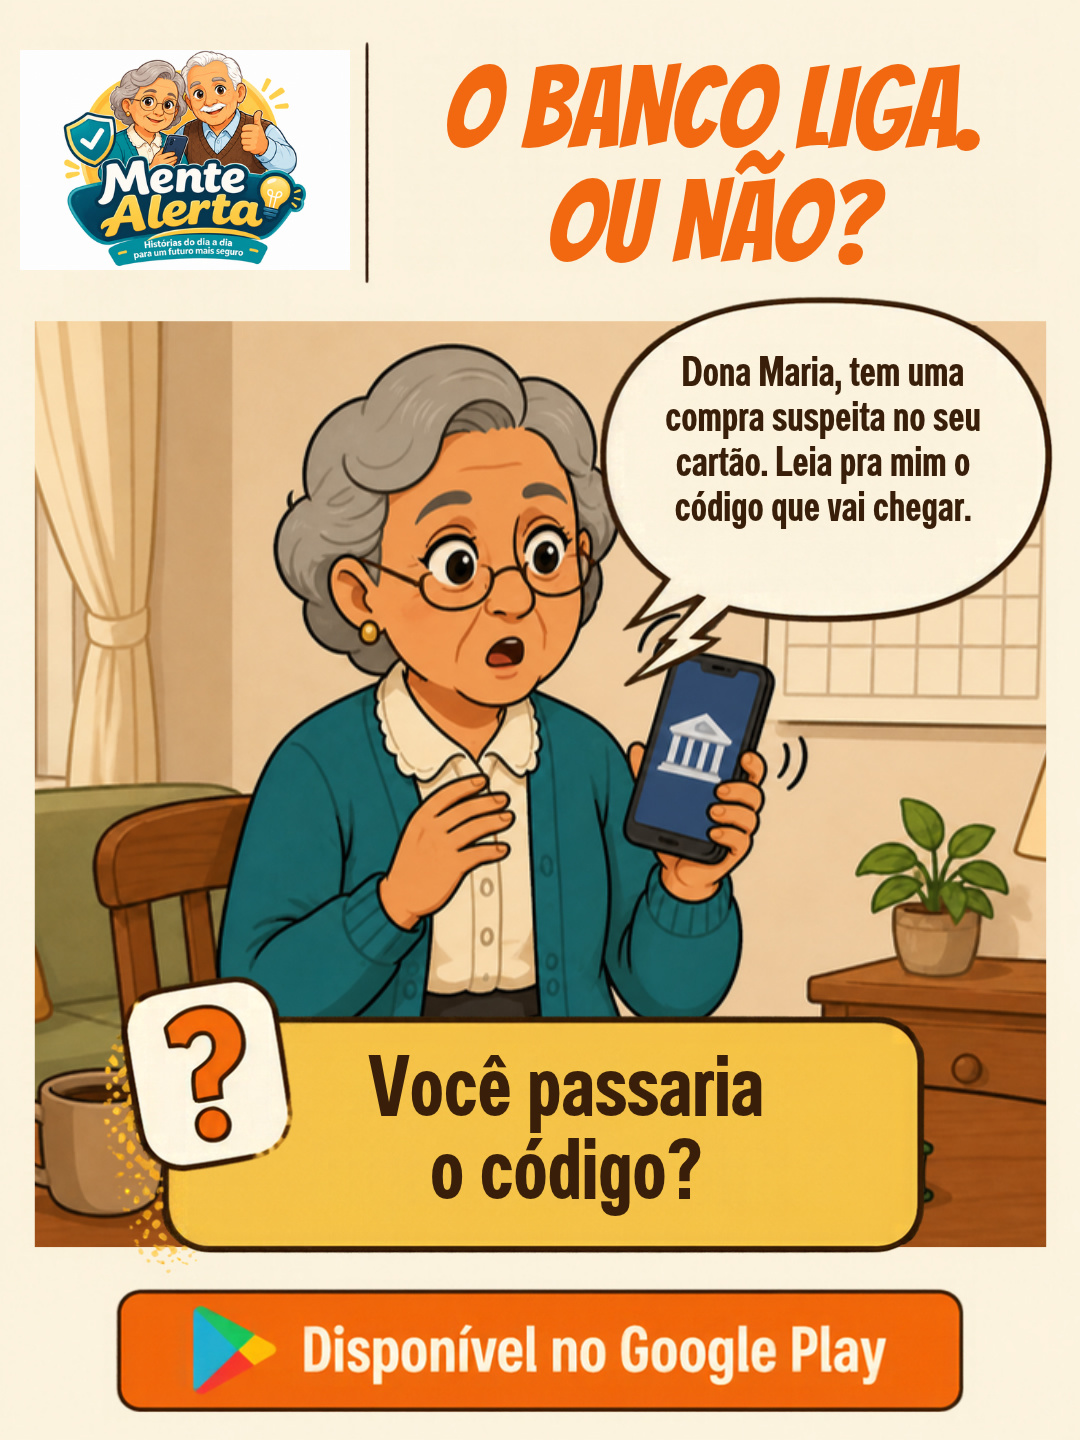 Mente
Alerta
Histórias do dia a dia
para um futuro mais seguro
O BANCO LIGA.
OU NÃO?
Dona Maria, tem uma
compra suspeita no seu
cartão. Leia pra mim o
código que vai chegar.
?
Você passaria
o código?
Disponível no Google Play